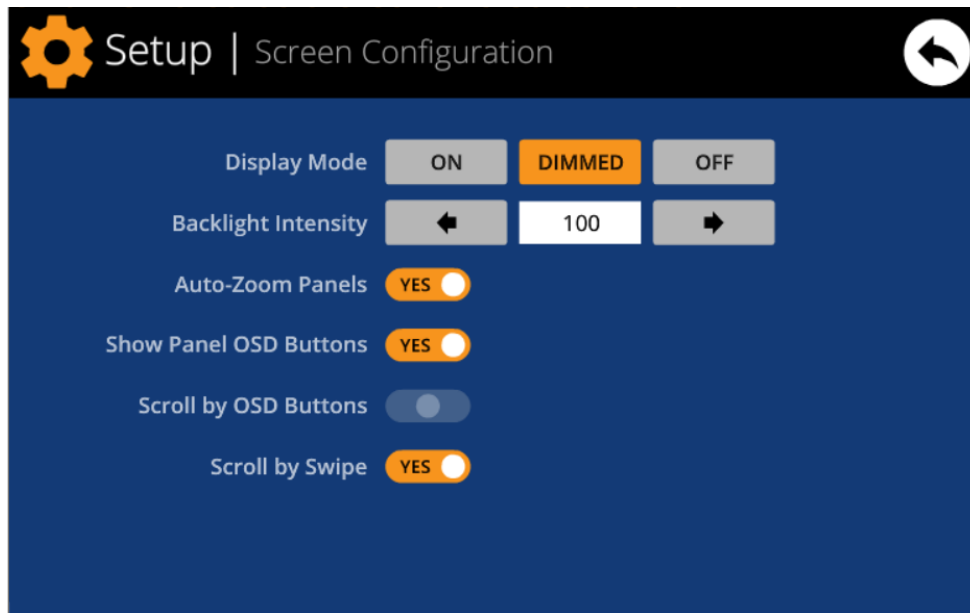 Setup | Screen Configuration
Display Mode ON DIMMED OFF
Backlight Intensity 100
Auto-Zoom Panels YES
Show Panel OSD Buttons YES
Scroll by OSD Buttons
Scroll by Swipe YES